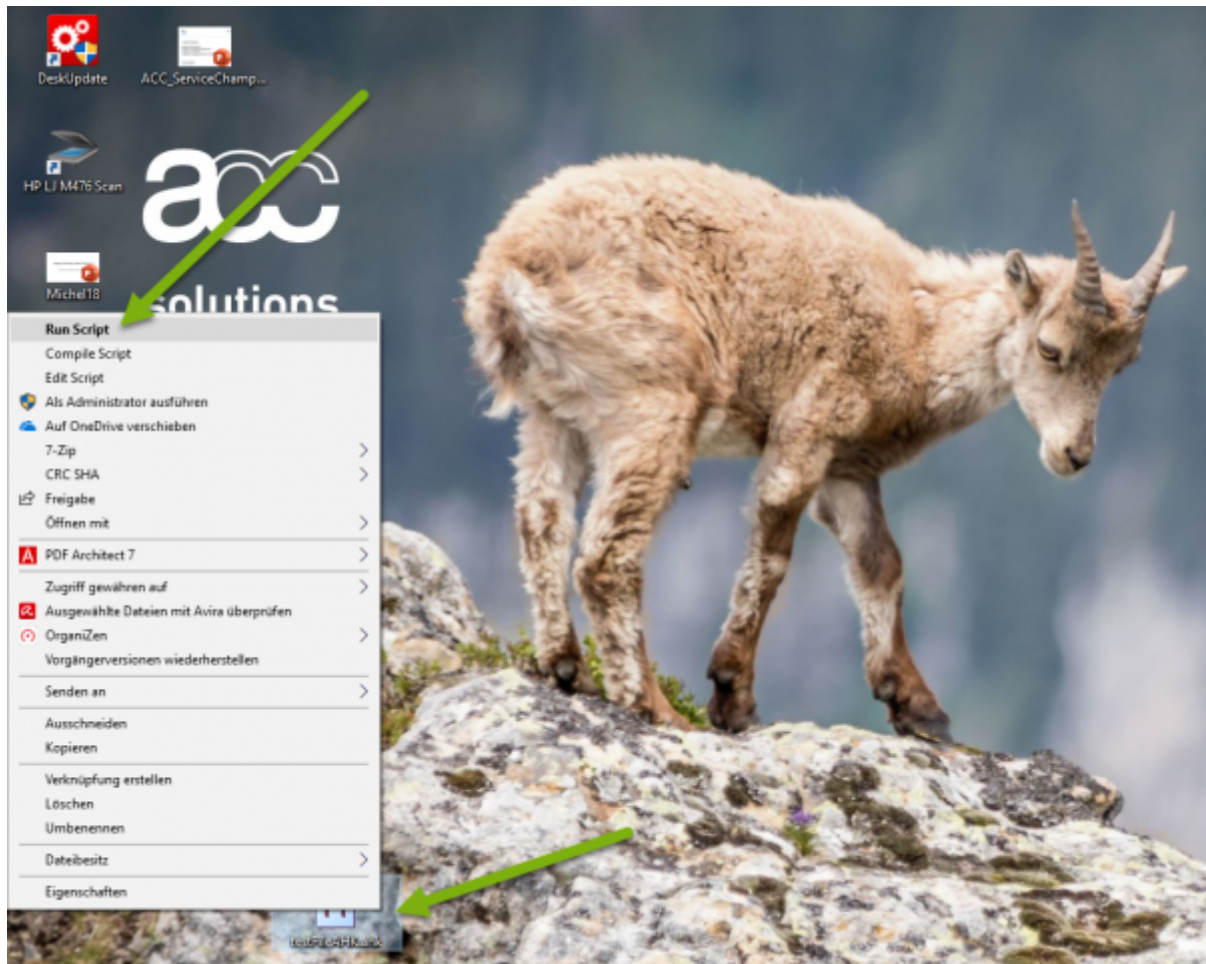 DeskUpdate
ACC_ServiceChamp...
HP LJ M476 Scan
acc
solutions
Michel18
Run Script
Compile Script
Edit Script
Als Administrator ausführen
Auf OneDrive verschieben
7-Zip
CRC SHA
Freigabe
Öffnen mit
PDF Architect 7
Zugriff gewähren auf
Ausgewählte Dateien mit Avira überprüfen
OrganiZen
Vorgängerversionen wiederherstellen
Senden an
Ausschneiden
Kopieren
Verknüpfung erstellen
Löschen
Umbenennen
Dateibesitz
Eigenschaften
testFileAHK.ahk